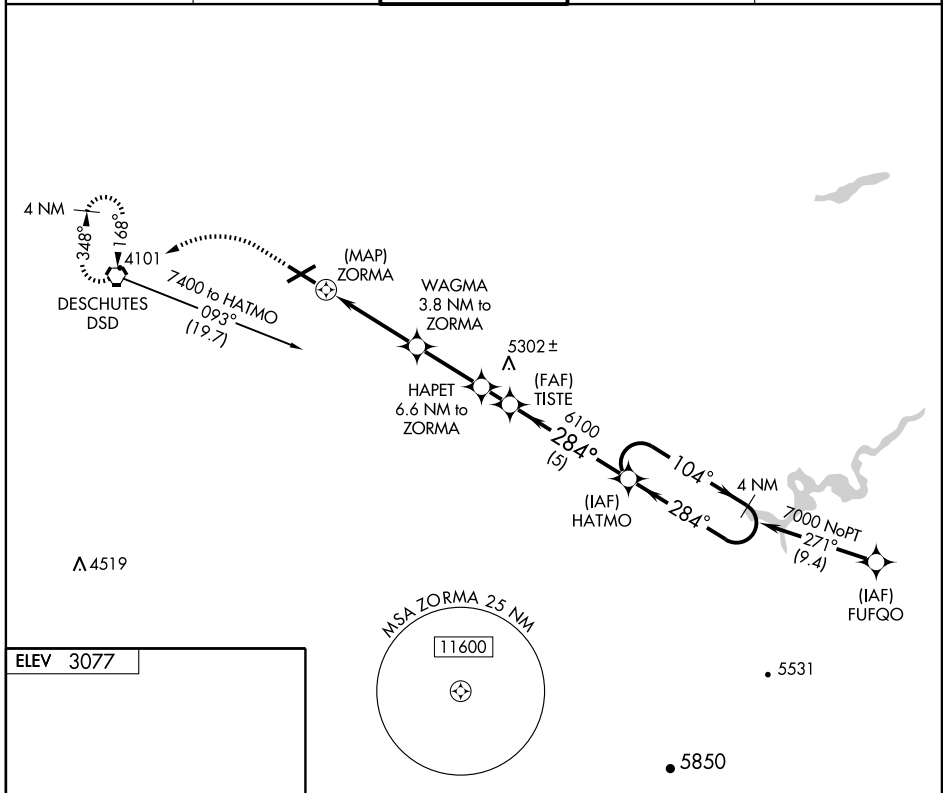 4 NM
348°
168°
4101
DESCHUTES
DSD
7400 to HATMO
093°
(19.7)
(MAP)
ZORMA
WAGMA
3.8 NM to
ZORMA
5302 ±
HAPET
6.6 NM to
ZORMA
(FAF)
TISTE
6100
284°
(5)
(IAF)
HATMO
104°
284°
4 NM
7000 NoPT
271°
(9.4)
(IAF)
FUFQO
4519
MSA ZORMA 25 NM
11600
ELEV 3077
5531
5850